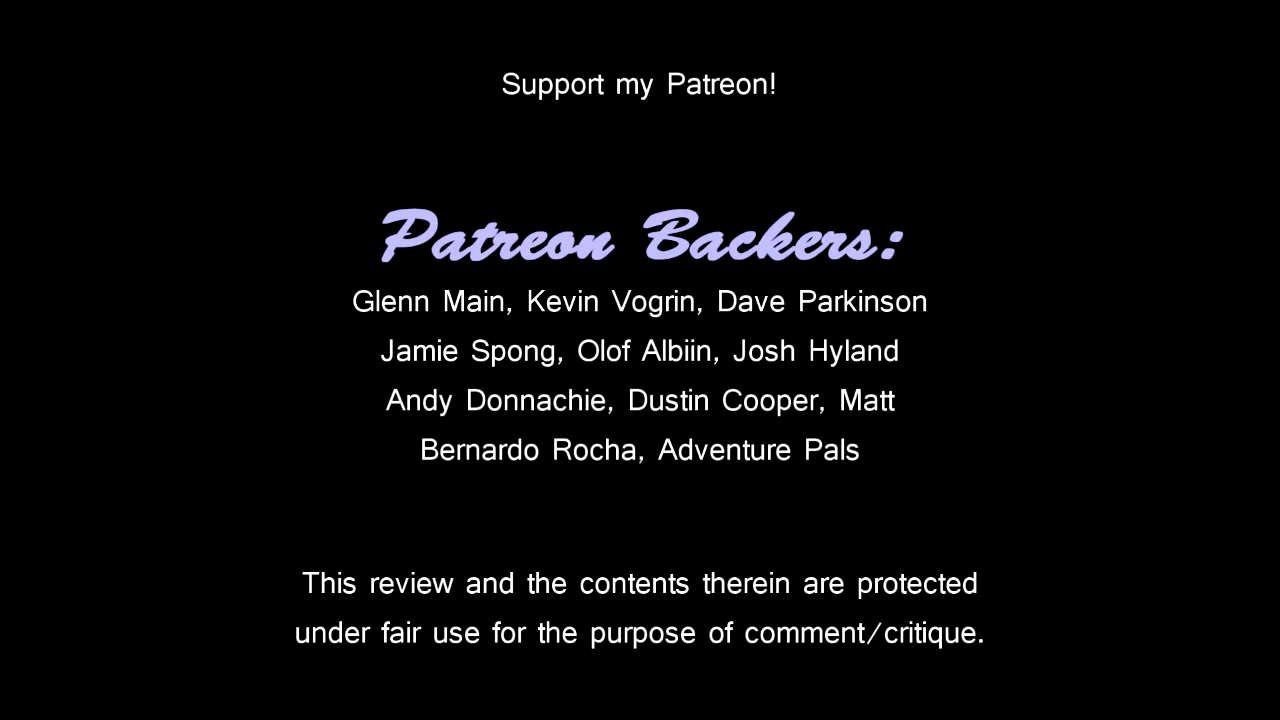 Support my Patreon!
Patreon Backers:
Glenn Main, Kevin Vogrin, Dave Parkinson
Jamie Spong, Olof Albiin, Josh Hyland
Andy Donnachie, Dustin Cooper, Matt
Bernardo Rocha, Adventure Pals
This review and the contents therein are protected
under fair use for the purpose of comment/critique.